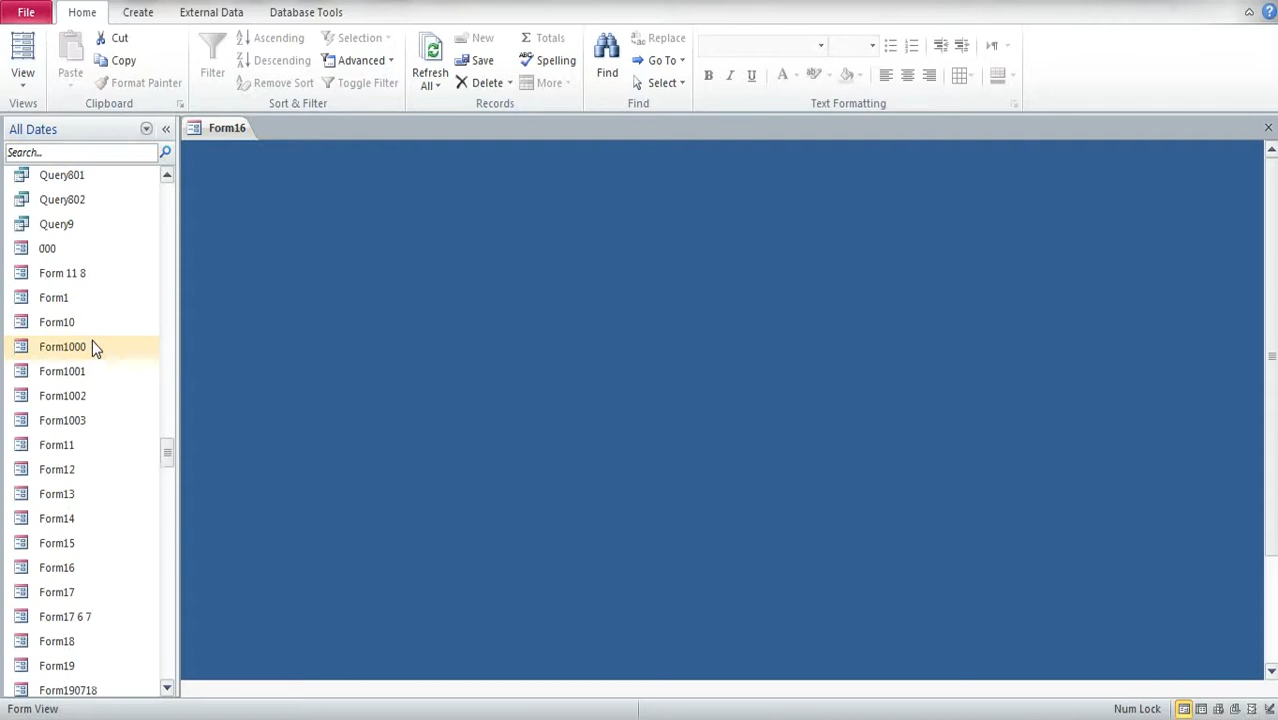 File Home Create External Data Database Tools
View
Views
Paste
Cut
Copy
Format Painter
Clipboard
Filter
Ascending
Descending
Remove Sort
Selection
Advanced
Toggle Filter
Sort & Filter
Refresh
All
New
Save
Delete
Totals
Spelling
More
Records
Find
Replace
Go To
Select
Find
B I U A
Text Formatting
All Dates
Search...
Query801
Query802
Query9
000
Form 11 8
Form1
Form10
Form1000
Form1001
Form1002
Form1003
Form11
Form12
Form13
Form14
Form15
Form16
Form17
Form17 6 7
Form18
Form19
Form190718
Form16
Form View
Num Lock